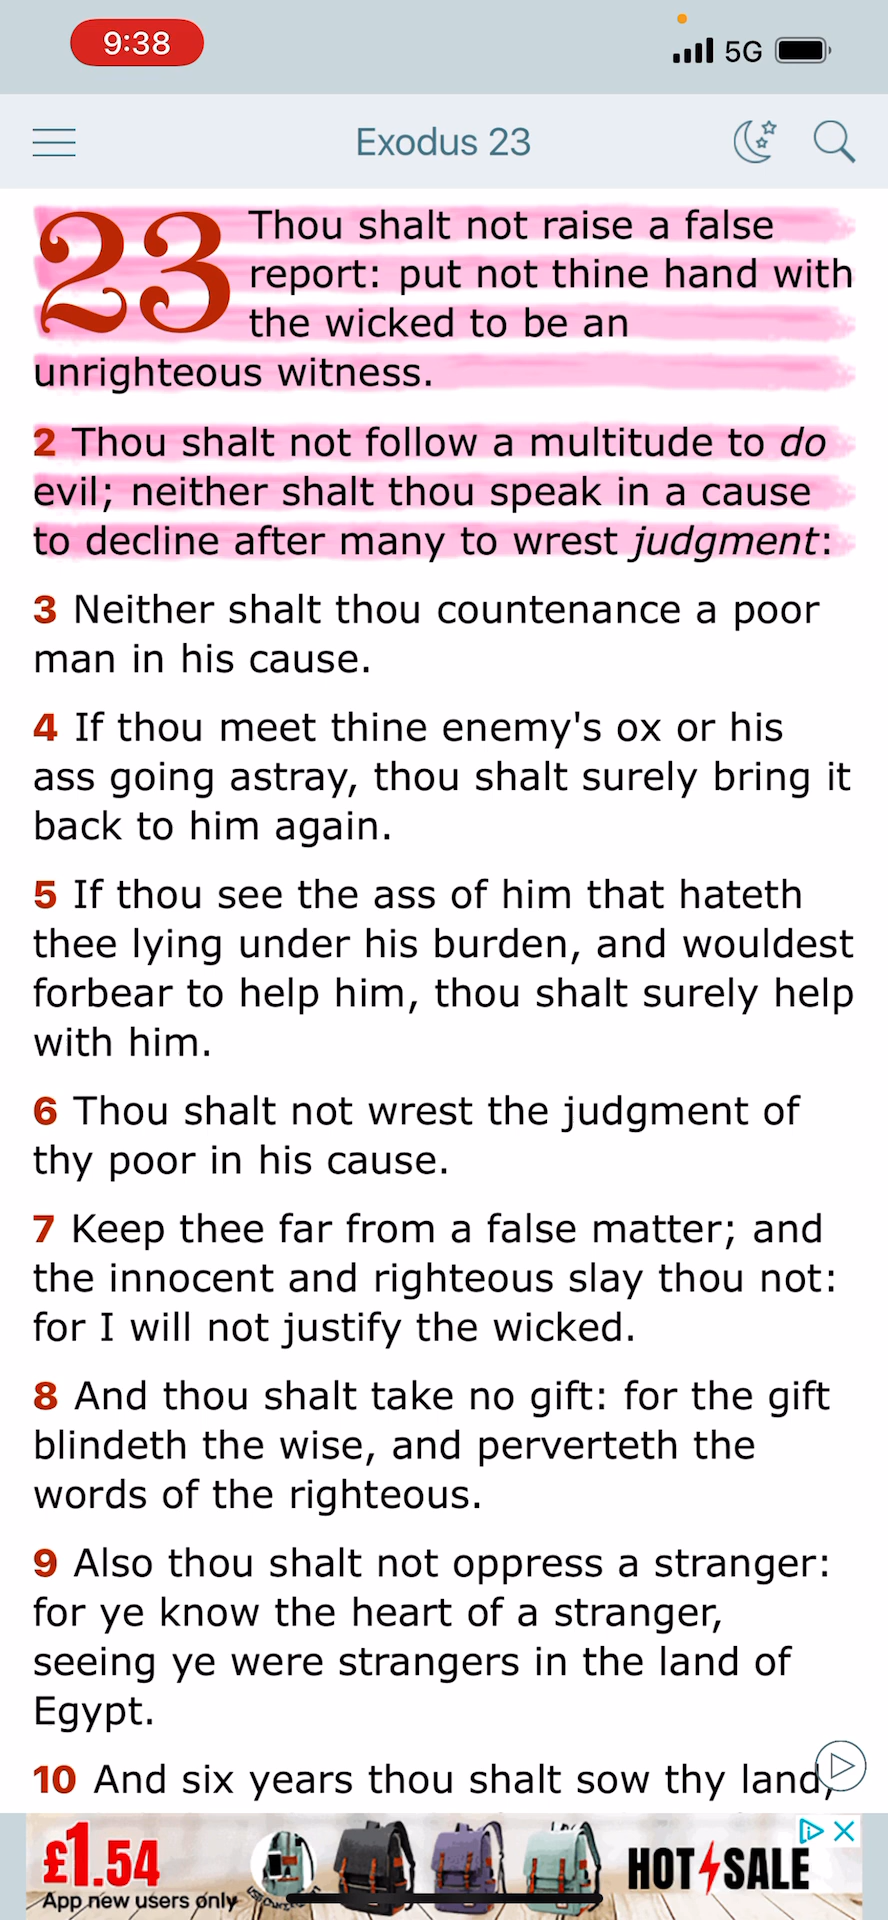 9:38
5G
Exodus 23
23 Thou shalt not raise a false
report: put not thine hand with
the wicked to be an
unrighteous witness.
2 Thou shalt not follow a multitude to do
evil; neither shalt thou speak in a cause
to decline after many to wrest judgment:
3 Neither shalt thou countenance a poor
man in his cause.
4 If thou meet thine enemy's ox or his
ass going astray, thou shalt surely bring it
back to him again.
5 If thou see the ass of him that hateth
thee lying under his burden, and wouldest
forbear to help him, thou shalt surely help
with him.
6 Thou shalt not wrest the judgment of
thy poor in his cause.
7 Keep thee far from a false matter; and
the innocent and righteous slay thou not:
for I will not justify the wicked.
8 And thou shalt take no gift: for the gift
blindeth the wise, and perverteth the
words of the righteous.
9 Also thou shalt not oppress a stranger:
for ye know the heart of a stranger,
seeing ye were strangers in the land of
Egypt.
10 And six years thou shalt sow thy land,
£1.54
App new users only
HOT SALE